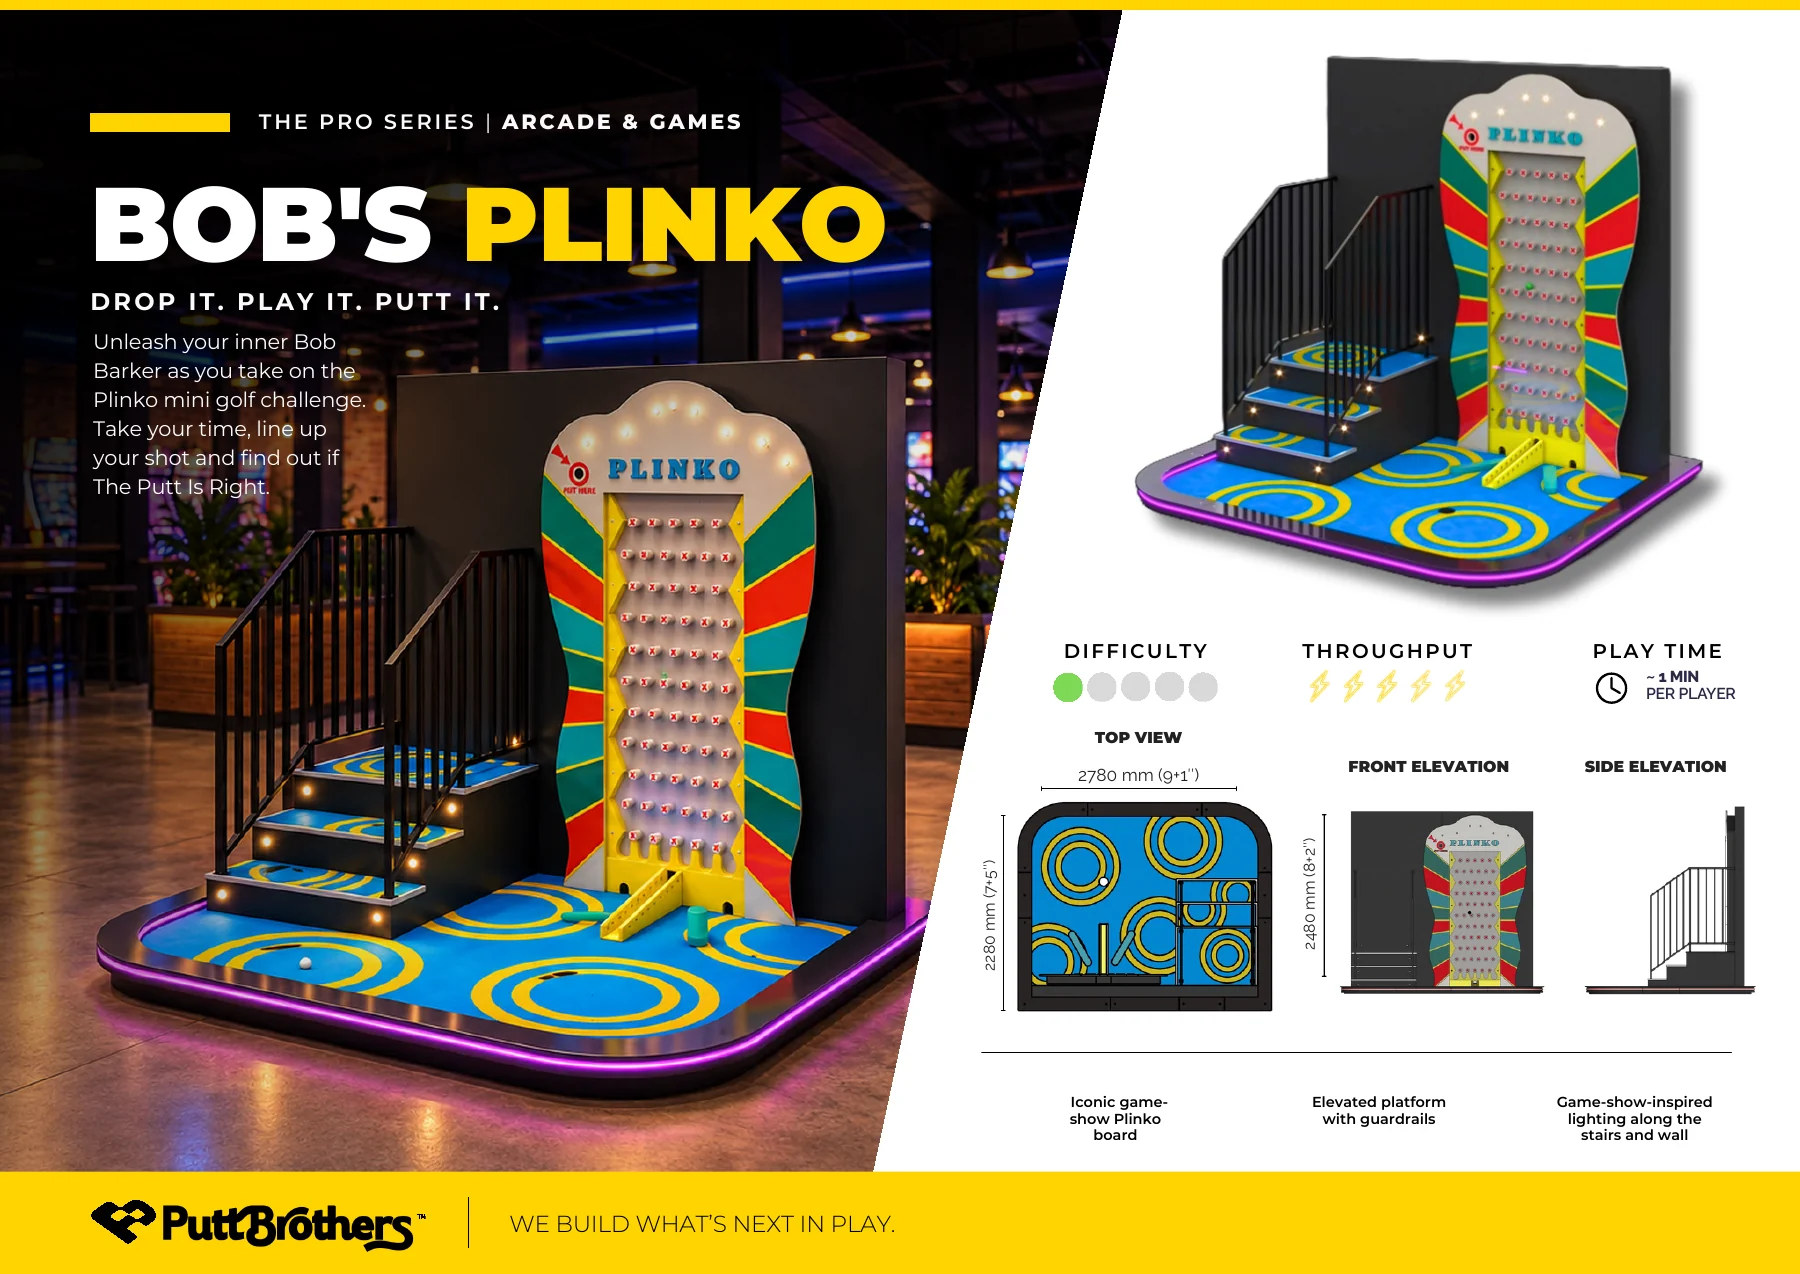 THE PRO SERIES | ARCADE & GAMES
BOB'S PLINKO
DROP IT. PLAY IT. PUTT IT.
Unleash your inner Bob
Barker as you take on the
Plinko mini golf challenge.
Take your time, line up
your shot and find out if
The Putt Is Right.
PLINKO
PUT HERE
PLINKO
PUT HERE
DIFFICULTY
THROUGHPUT
PLAY TIME
~ 1 MIN
PER PLAYER
TOP VIEW
2780 mm (9+1")
2280 mm (7+5")
FRONT ELEVATION
2480 mm (8+2")
PLINKO
SIDE ELEVATION
Iconic game-
show Plinko
board
Elevated platform
with guardrails
Game-show-inspired
lighting along the
stairs and wall
PuttBrothers™
WE BUILD WHAT'S NEXT IN PLAY.